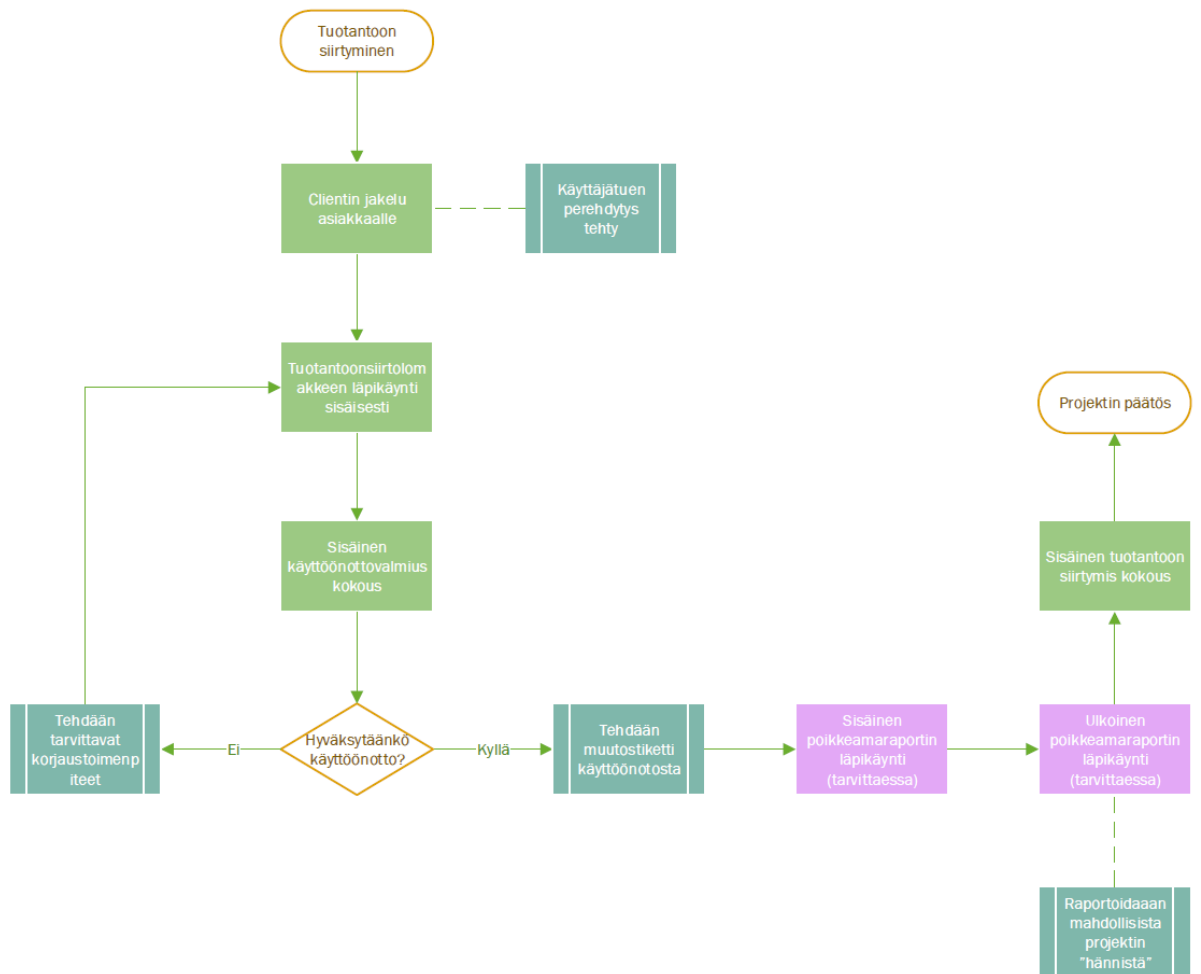 Tuotantoon
siirtyminen
Clientin jakelu
asiakkaalle
Käyttäjätuen
perehdytys
tehty
Tuotantoonsiirtolom
akkeen läpikäynti
sisäisesti
Projektin päätös
Sisäinen
käyttöönottovalmius
kokous
Sisäinen tuotantoon
siirtymis kokous
Tehdään
tarvittavat
korjaustoimenp
iteet
Ei
Hyväksytäänkö
käyttöönotto?
Kyllä
Tehdään
muutostiketti
käyttöönotosta
Sisäinen
poikkeamaraportin
läpikäynti
(tarvittaessa)
Ulkoinen
poikkeamaraportin
läpikäynti
(tarvittaessa)
Raportoidaaan
mahdollisista
projektin
"hännistä"